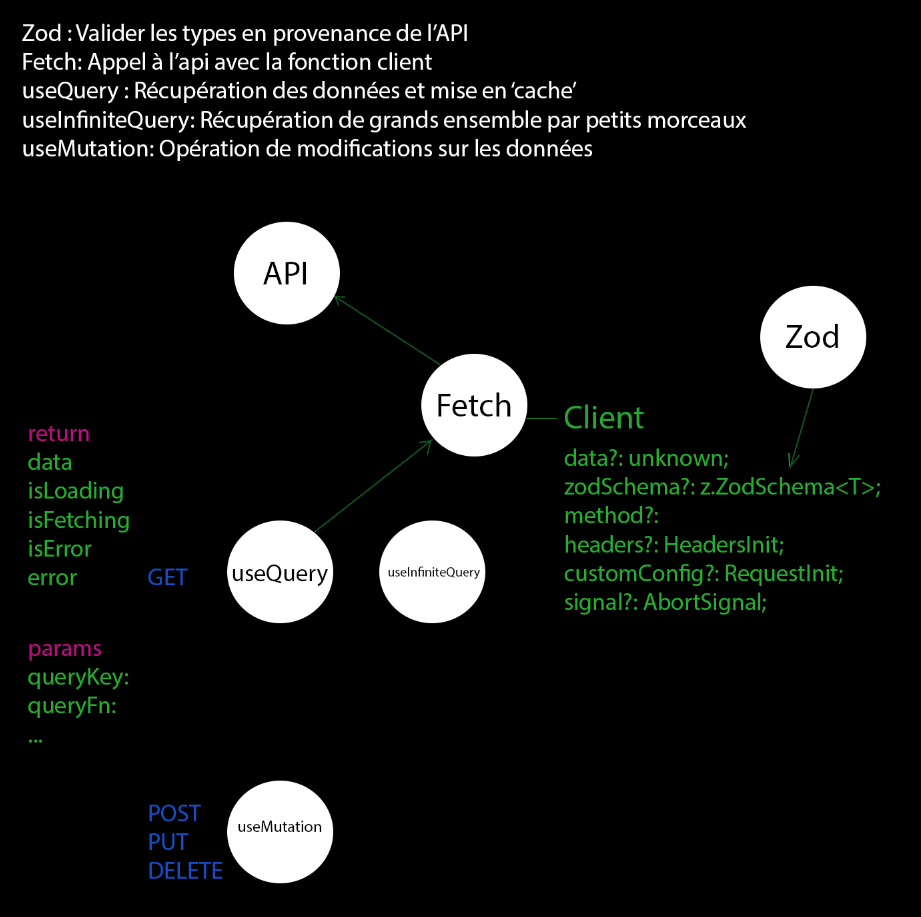 Zod : Valider les types en provenance de l'API
Fetch: Appel à l'api avec la fonction client
useQuery : Récupération des données et mise en 'cache'
useInfiniteQuery: Récupération de grands ensemble par petits morceaux
useMutation: Opération de modifications sur les données
API
Zod
Fetch
Client
data?: unknown;
zodSchema?: z.ZodSchema<T>;
method?:
headers?: HeadersInit;
customConfig?: RequestInit;
signal?: AbortSignal;
return
data
isLoading
isFetching
isError
error
GET
useQuery
useInfiniteQuery
params
queryKey:
queryFn:
...
POST
PUT
DELETE
useMutation